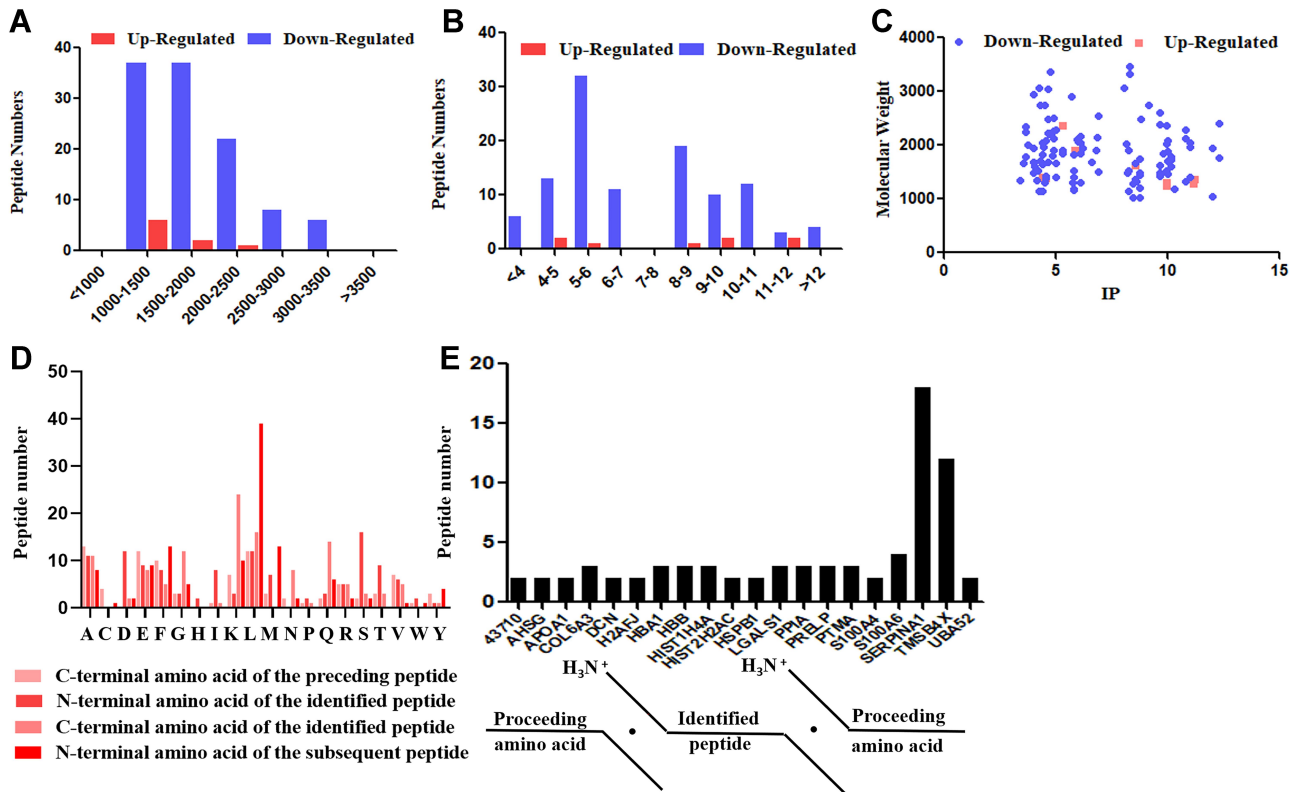 A
Up-Regulated
Down-Regulated
Peptide Numbers
40
30
20
10
0
<1000
1000-1500
1500-2000
2000-2500
2500-3000
3000-3500
>3500
B
Up-Regulated
Down-Regulated
Peptide Numbers
40
30
20
10
0
<4
4-5
5-6
6-7
7-8
8-9
9-10
10-11
11-12
>12
C
Down-Regulated
Up-Regulated
Molecular Weight
4000
3000
2000
1000
0
0
5
10
15
IP
D
Peptide number
50
40
30
20
10
0
A C D E F G H I K L M N P Q R S T V W Y
C-terminal amino acid of the preceding peptide
N-terminal amino acid of the identified peptide
C-terminal amino acid of the identified peptide
N-terminal amino acid of the subsequent peptide
E
Peptide number
20
15
10
5
0
43710
AHSG
APOA1
COL6A3
DCN
H2AFJ
HBA1
HBB
HIST1H4A
HIST2H2AC
HSPB1
LGALS1
PPIA
PRELP
PTMA
S100A4
S100A6
SERPINA1
TMSB4X
UBA52
H₃N⁺
H₃N⁺
Proceeding
amino acid
Identified
peptide
Proceeding
amino acid